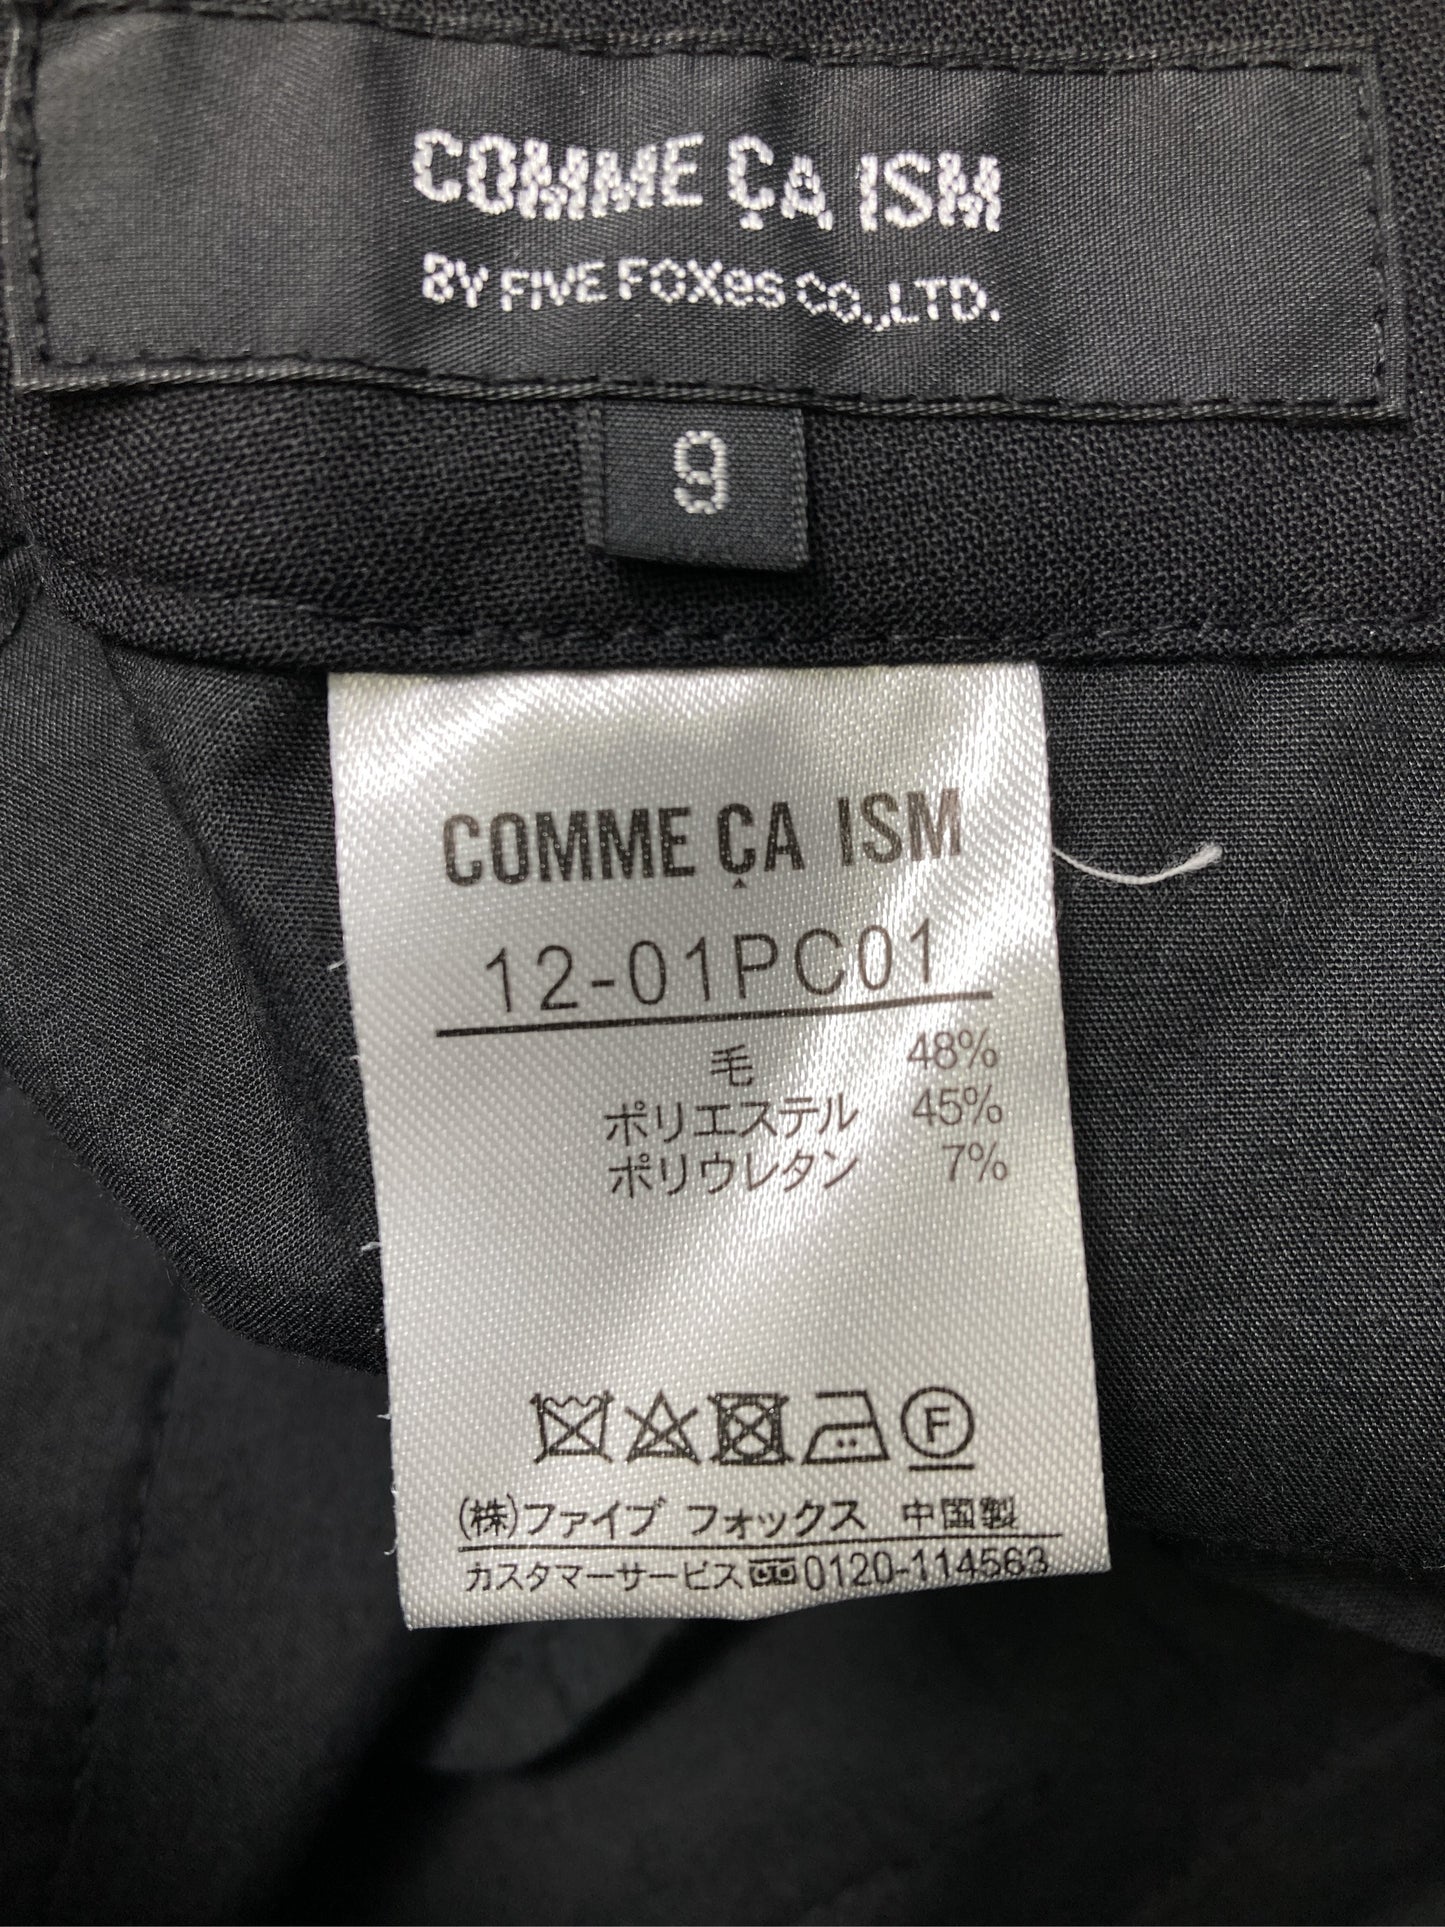 COMME ÇA ISM
BY FIVE FOXes CO.,LTD.
9
COMME ÇA ISM
12-01PC01
毛 48%
ポリエステル 45%
ポリウレタン 7%
F
(株)ファイブ フォックス 中国製
カスタマーサービス 0120-114563